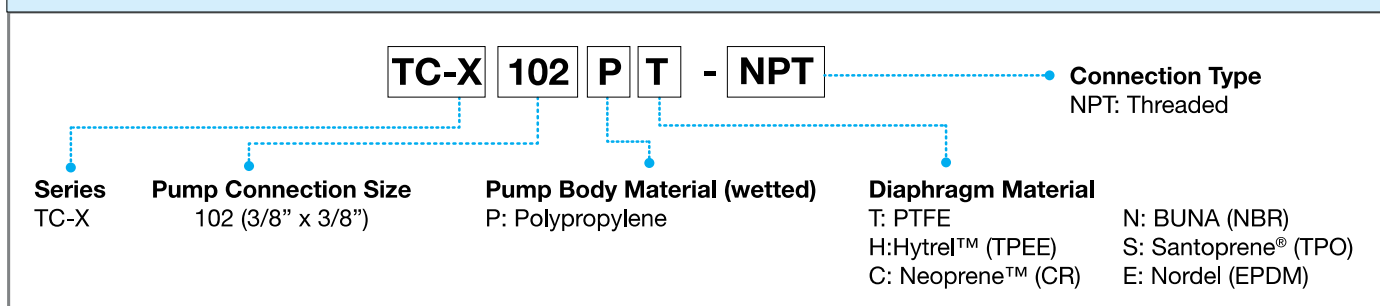 TC-X 102 P T - NPT
Connection Type
NPT: Threaded
Series
TC-X
Pump Connection Size
102 (3/8” x 3/8”)
Pump Body Material (wetted)
P: Polypropylene
Diaphragm Material
T: PTFE
H:Hytrel™ (TPEE)
C: Neoprene™ (CR)
N: BUNA (NBR)
S: Santoprene® (TPO)
E: Nordel (EPDM)